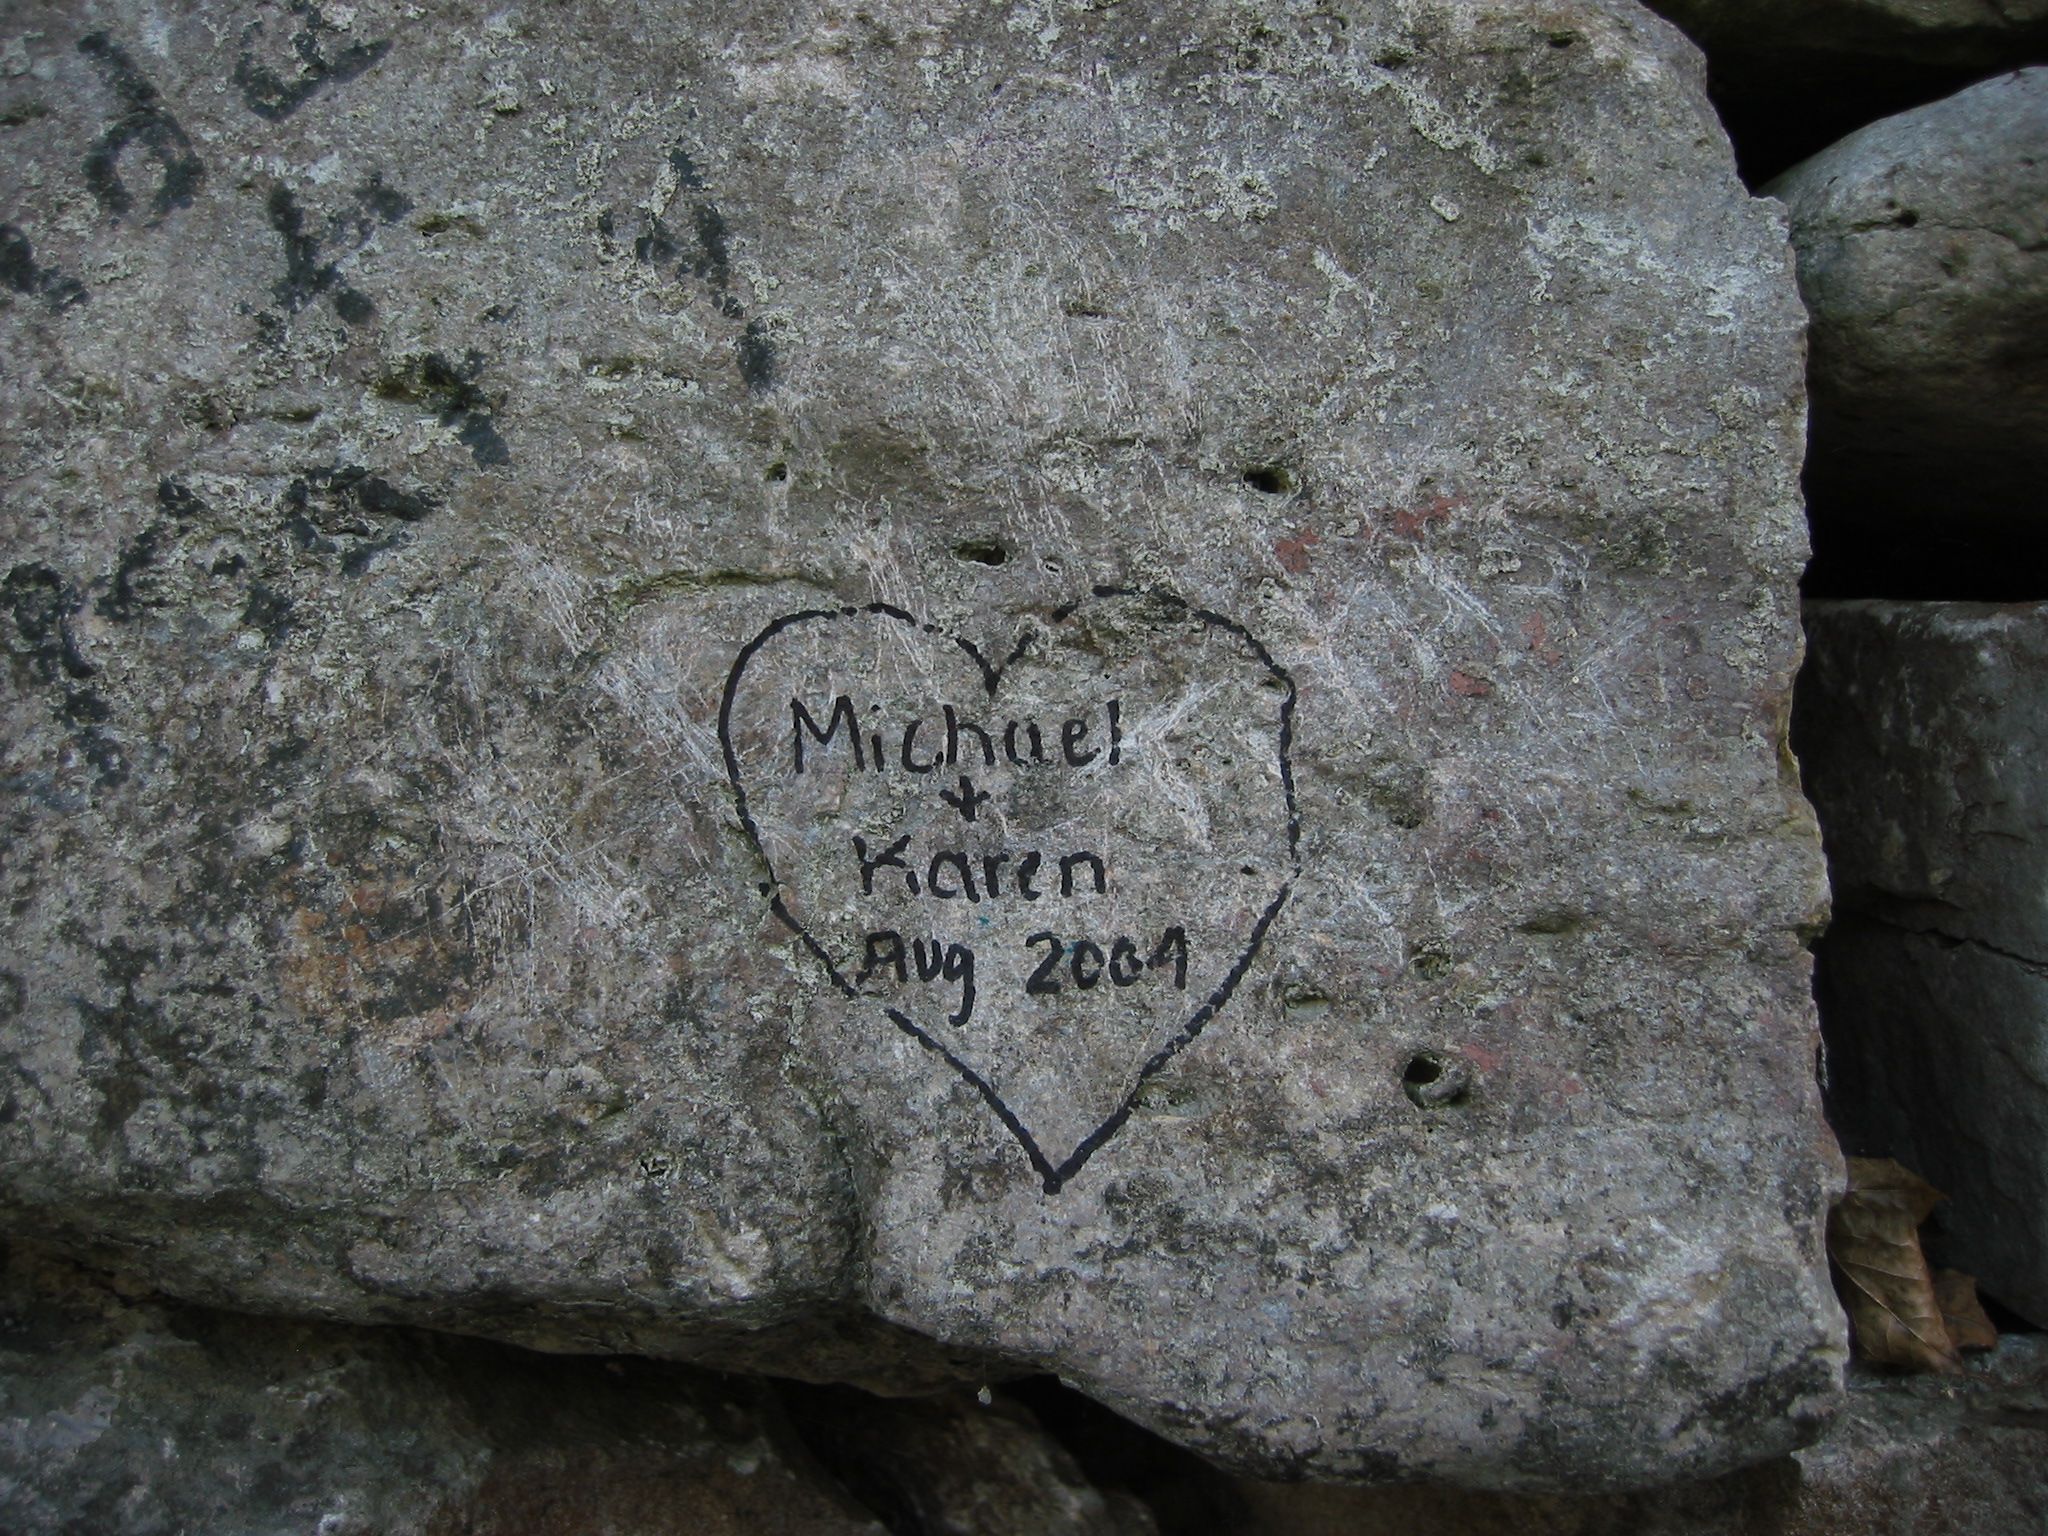 Michael
+
Karen
Aug 2004